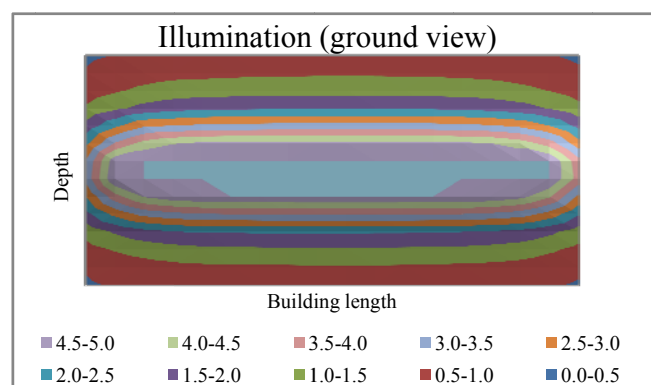 Illumination (ground view)
Depth
Building length
4.5-5.0 4.0-4.5 3.5-4.0 3.0-3.5 2.5-3.0
2.0-2.5 1.5-2.0 1.0-1.5 0.5-1.0 0.0-0.5